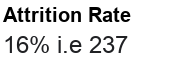 Attrition Rate
16% i.e 237